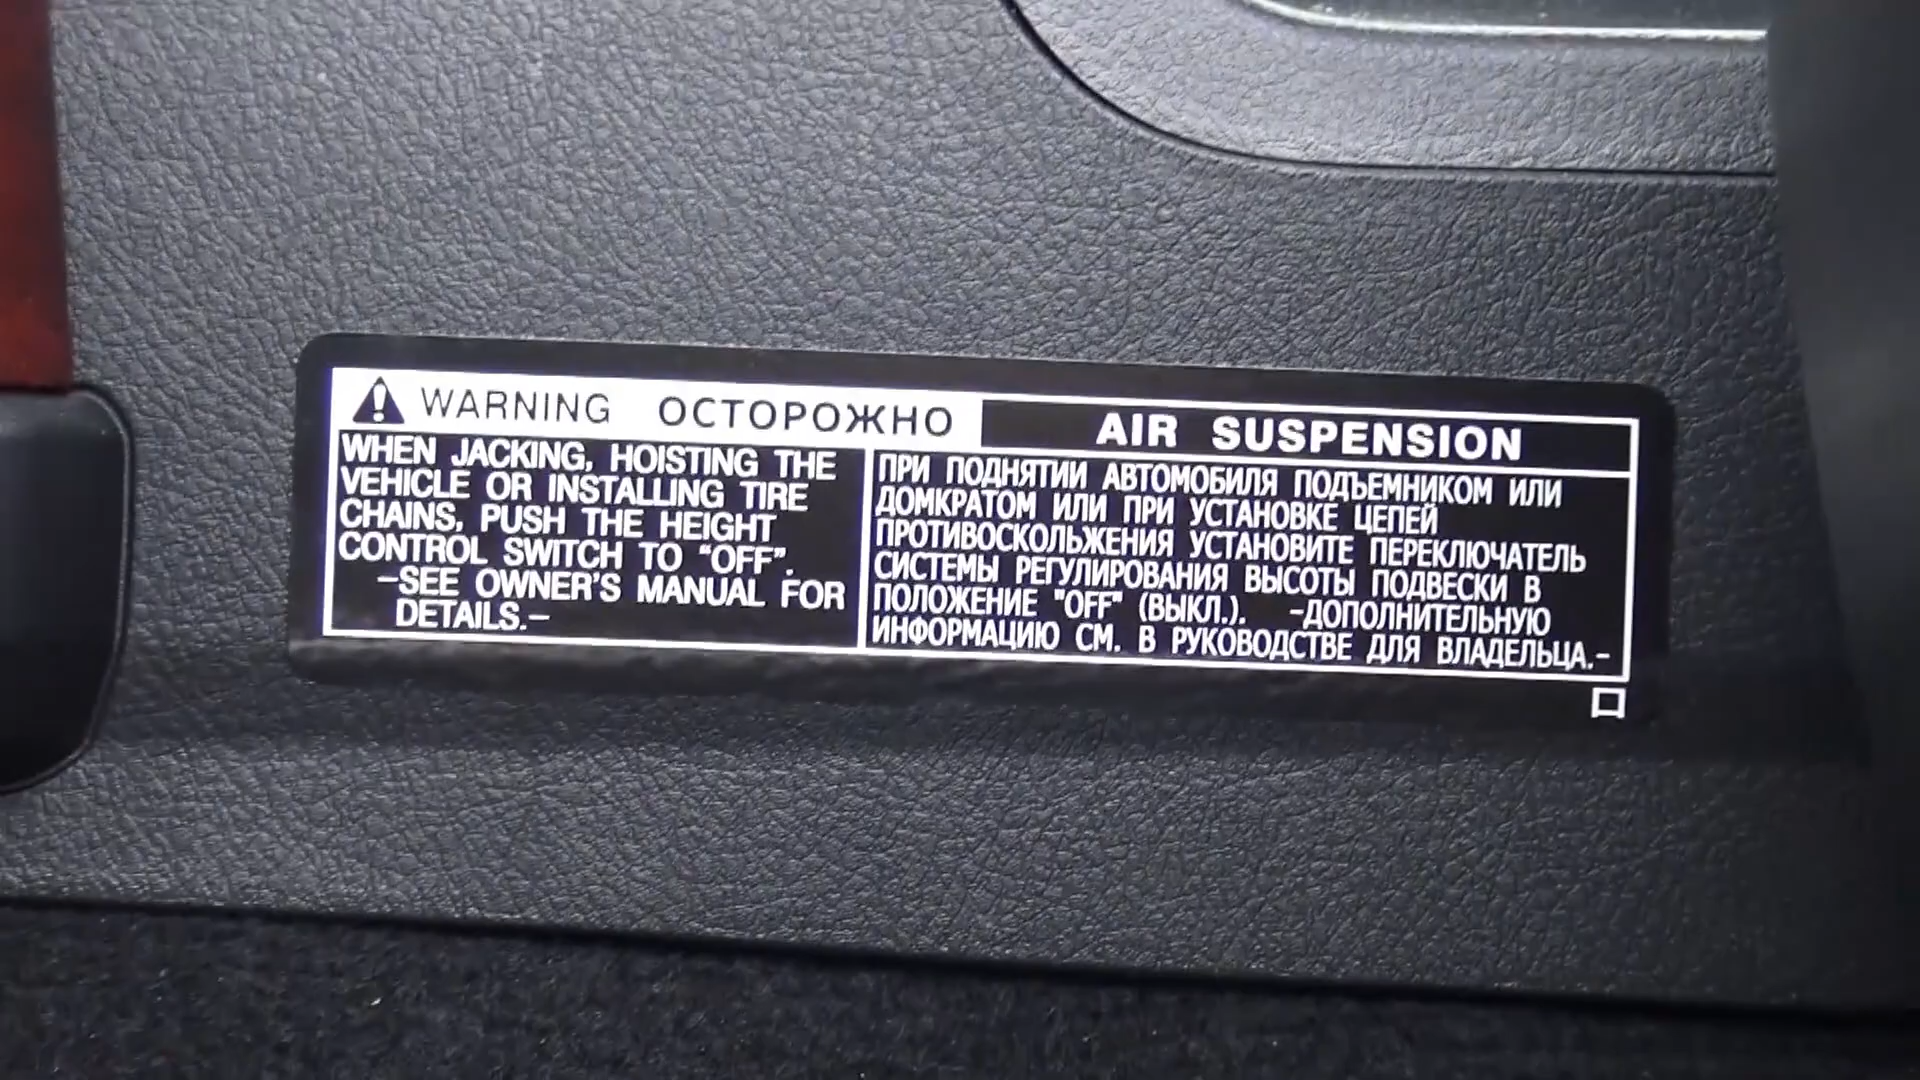 WARNING ОСТОРОЖНО
AIR SUSPENSION
WHEN JACKING, HOISTING THE
VEHICLE OR INSTALLING TIRE
CHAINS, PUSH THE HEIGHT
CONTROL SWITCH TO “OFF”.
–SEE OWNER'S MANUAL FOR
DETAILS.–
ПРИ ПОДНЯТИИ АВТОМОБИЛЯ ПОДЪЕМНИКОМ ИЛИ
ДОМКРАТОМ ИЛИ ПРИ УСТАНОВКЕ ЦЕПЕЙ
ПРОТИВОСКОЛЬЖЕНИЯ УСТАНОВИТЕ ПЕРЕКЛЮЧАТЕЛЬ
СИСТЕМЫ РЕГУЛИРОВАНИЯ ВЫСОТЫ ПОДВЕСКИ В
ПОЛОЖЕНИЕ "OFF" (ВЫКЛ.). –ДОПОЛНИТЕЛЬНУЮ
ИНФОРМАЦИЮ СМ. В РУКОВОДСТВЕ ДЛЯ ВЛАДЕЛЬЦА.–